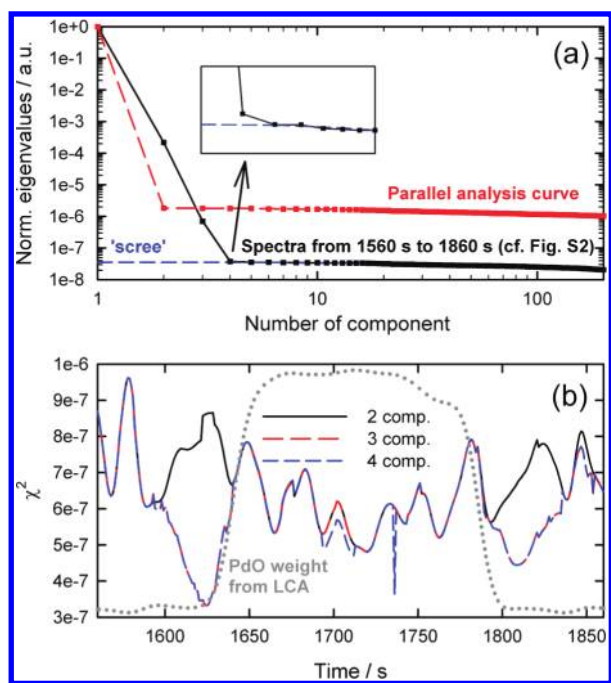 (a)
Norm. eigenvalues / a.u.
1e+0
1e-1
1e-2
1e-3
1e-4
1e-5
1e-6
1e-7
1e-8
Parallel analysis curve
'scree'
Spectra from 1560 s to 1860 s (cf. Fig. S2)
1
10
100
Number of component
(b)
χ²
1e-6
9e-7
8e-7
7e-7
6e-7
5e-7
4e-7
3e-7
2 comp.
3 comp.
4 comp.
PdO weight
from LCA
1600
1650
1700
1750
1800
1850
Time / s